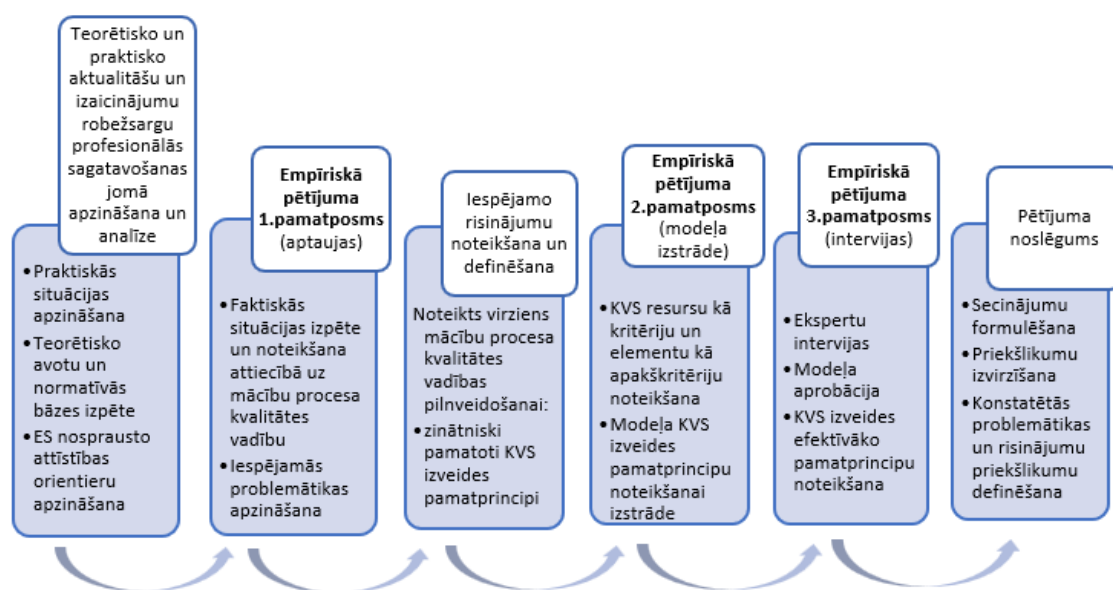 Teorētisko un
praktisko
aktualitāšu un
izaicinājumu
robežsargu
profesionālās
sagatavošanas
jomā
apzināšana un
analīze
• Praktiskās
situācijas
apzināšana
• Teorētisko
avotu un
normatīvās
bāzes izpēte
• ES nosprausto
attīstības
orientieru
apzināšana
Empīriskā
pētījuma
1.pamatposms
(aptaujas)
• Faktiskās
situācijas izpēte
un noteikšana
attiecībā uz
mācību procesa
kvalitātes
vadību
• Iespējamās
problemātikas
apzināšana
Iespējamo
risinājumu
noteikšana un
definēšana
Noteikts virziens
mācību procesa
kvalitātes
vadības
pilnveidošanai:
• zinātniski
pamatoti KVS
izveides
pamatprincipi
Empīriskā
pētījuma
2.pamatposms
(modeļa
izstrāde)
• KVS resursu kā
kritēriju un
elementu kā
apakškritēriju
noteikšana
• Modeļa KVS
izveides
pamatprincipu
noteikšanai
izstrāde
Empīriskā
pētījuma
3.pamatposms
(intervijas)
• Ekspertu
intervijas
• Modeļa
aprobācija
• KVS izveides
efektīvāko
pamatprincipu
noteikšana
Pētījuma
noslēgums
• Secinājumu
formulēšana
• Priekšlikumu
izvirzīšana
• Konstatētās
problemātikas
un risinājumu
priekšlikumu
definēšana